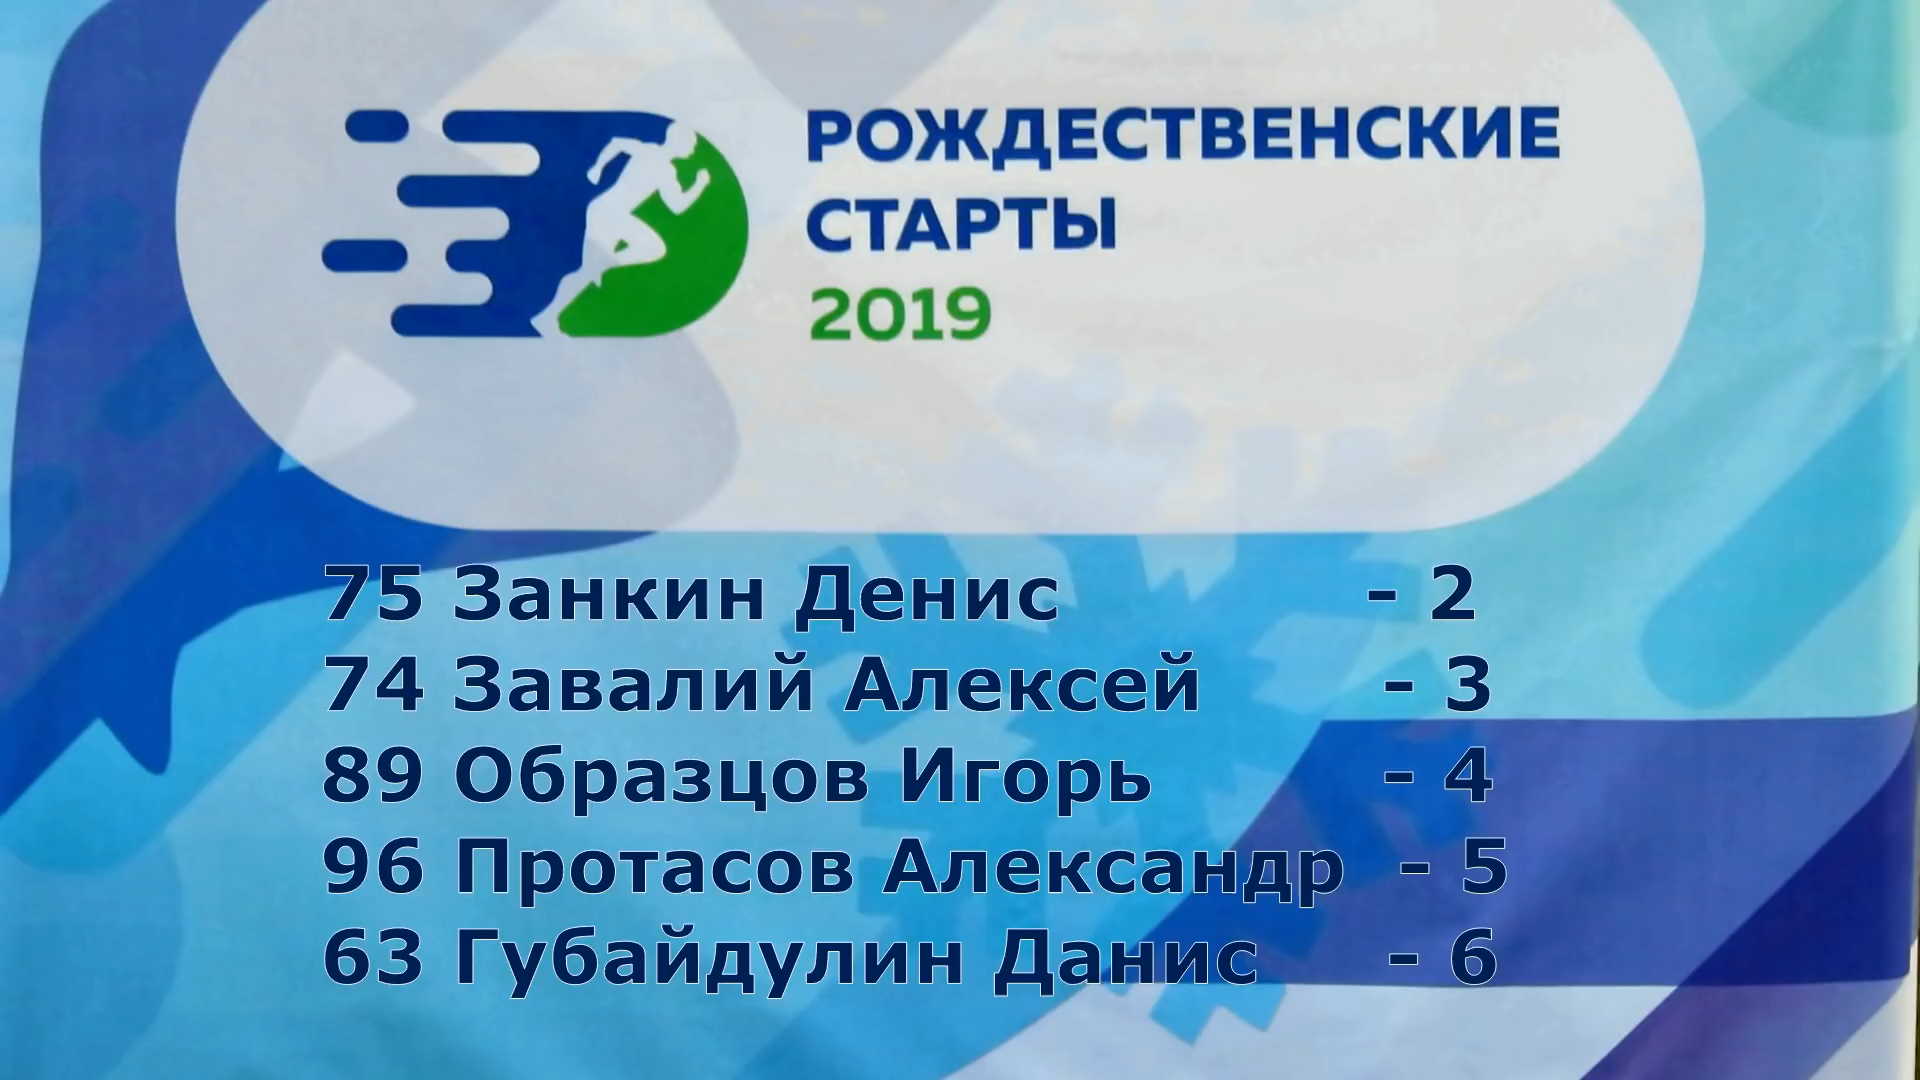 РОЖДЕСТВЕНСКИЕ
СТАРТЫ
2019
75 Занкин Денис - 2
74 Завалий Алексей - 3
89 Образцов Игорь - 4
96 Протасов Александр - 5
63 Губайдулин Данис - 6